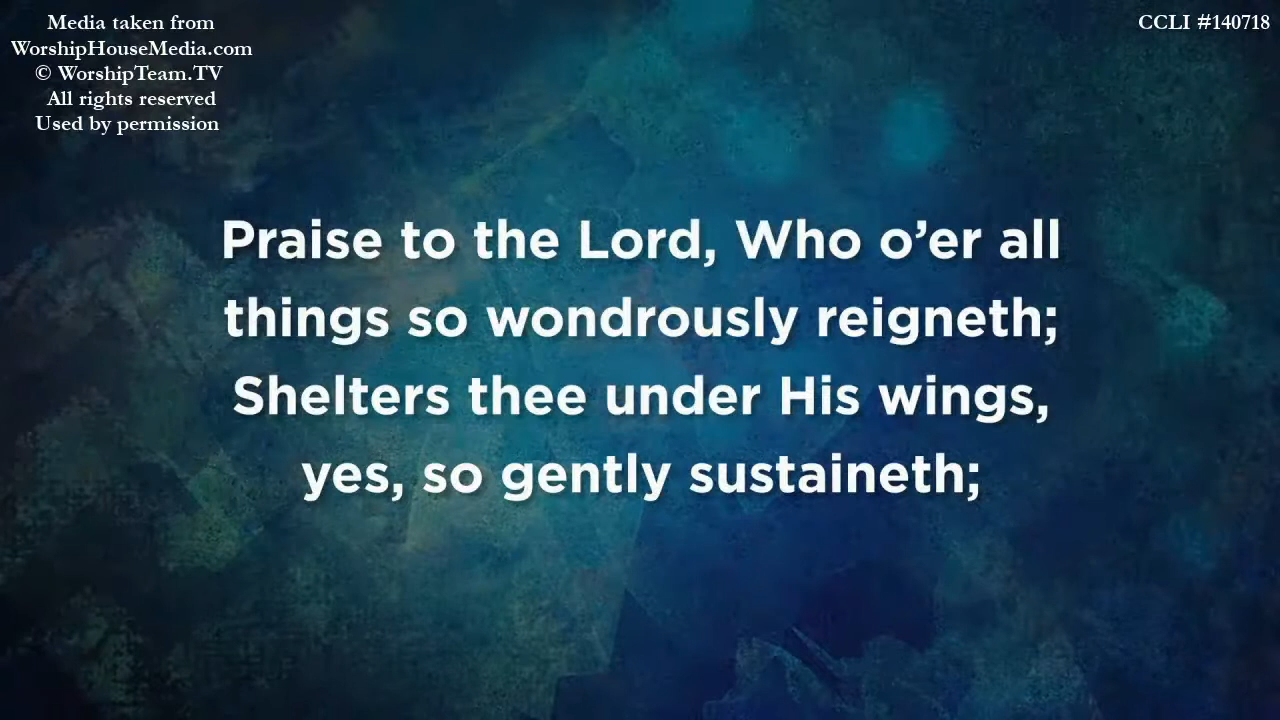 Media taken from
WorshipHouseMedia.com
© WorshipTeam.TV
All rights reserved
Used by permission
CCLI #140718
Praise to the Lord, Who o’er all
things so wondrously reigneth;
Shelters thee under His wings,
yes, so gently sustaineth;